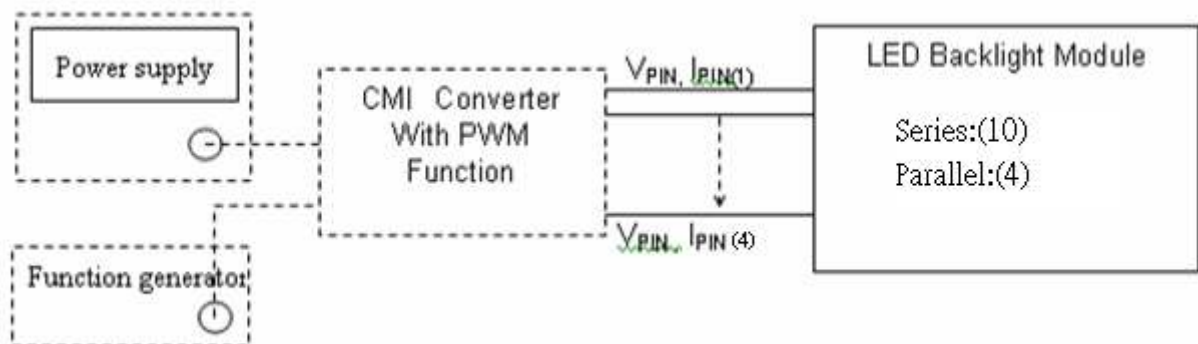 Power supply
CMI Converter
With PWM
Function
Function generator
VPIN, IPIN(1)
VPIN, IPIN (4)
LED Backlight Module
Series:(10)
Parallel:(4)